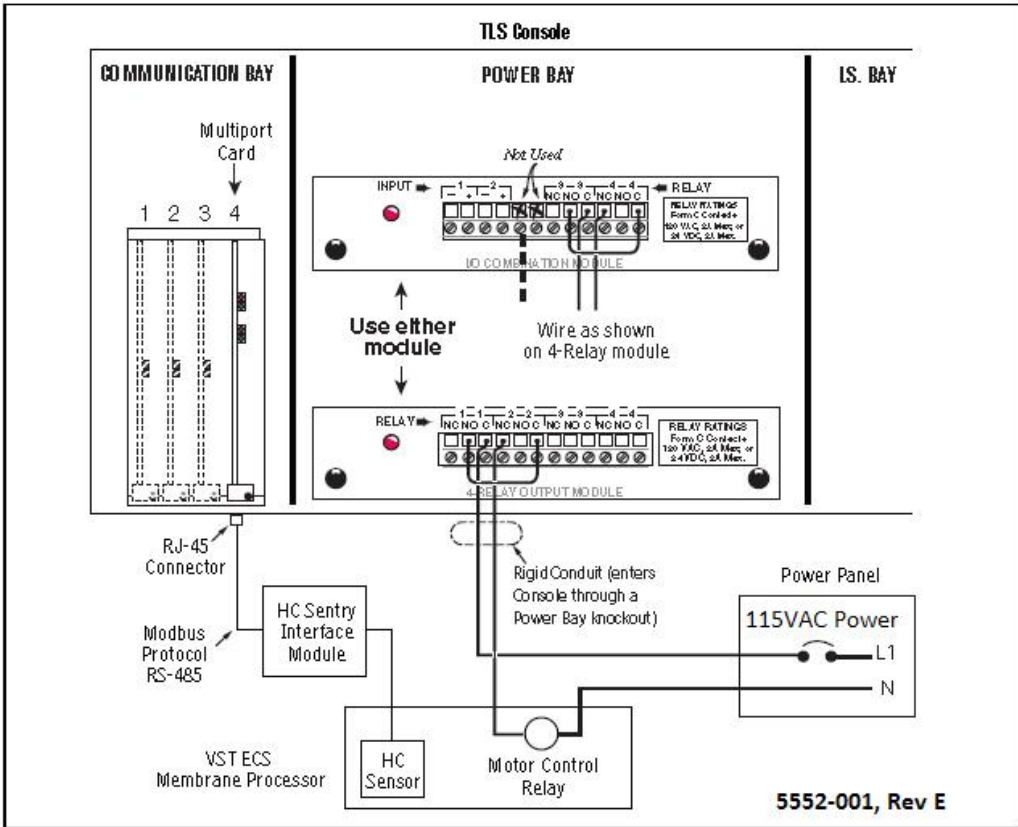 TLS Console
COMMUNICATION BAY
POWER BAY
I.S. BAY
Multiport
Card
1 2 3 4
Not Used
INPUT
1 2 3 - 3 4 - 4
− + − + NC NO C NC NO C
RELAY
RELAY RATINGS
Form C Contacts
120 VAC, 2A Max; or
24 VDC, 2A Max.
I/O COMBINATION MODULE
Use either
module
Wire as shown
on 4-Relay module
RELAY
1 - 1 2 - 2 3 - 3 4 - 4
NC NO C NC NO C NC NO C NC NO C
RELAY RATINGS
Form C Contacts
120 VAC, 2A Max; or
24 VDC, 2A Max.
4-RELAY OUTPUT MODULE
RJ-45
Connector
Rigid Conduit (enters
Console through a
Power Bay knockout)
Power Panel
115VAC Power
L1
N
HC Sentry
Interface
Module
Modbus
Protocol
RS-485
VST ECS
Membrane Processor
HC
Sensor
Motor Control
Relay
5552-001, Rev E